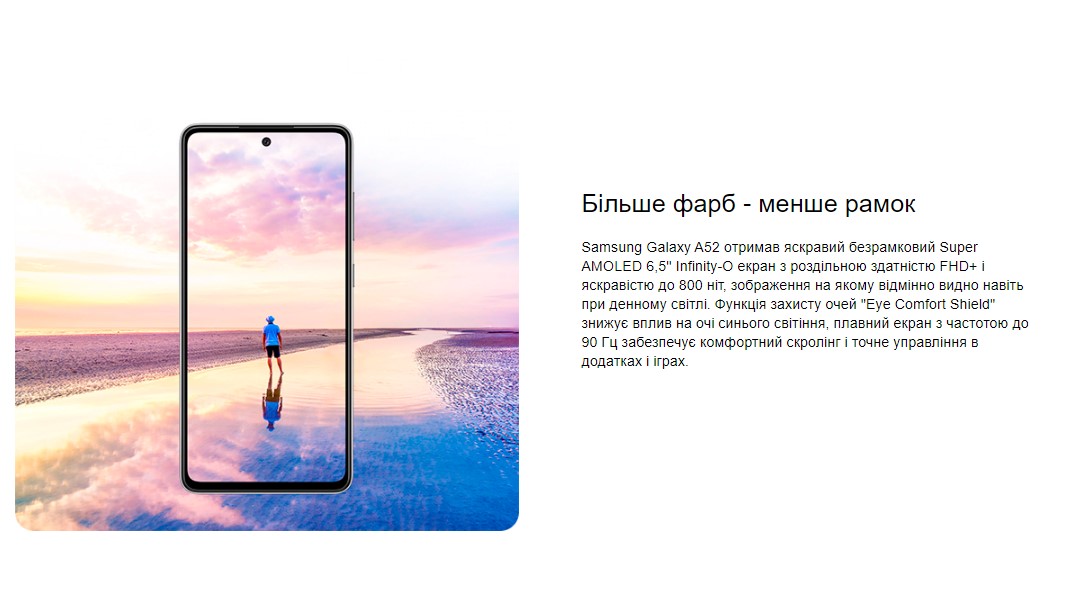 Більше фарб - менше рамок
Samsung Galaxy A52 отримав яскравий безрамковий Super
AMOLED 6,5" Infinity-O екран з роздільною здатністю FHD+ і
яскравістю до 800 ніт, зображення на якому відмінно видно навіть
при денному світлі. Функція захисту очей "Eye Comfort Shield"
знижує вплив на очі синього світіння, плавний екран з частотою до
90 Гц забезпечує комфортний скролінг і точне управління в
додатках і іграх.